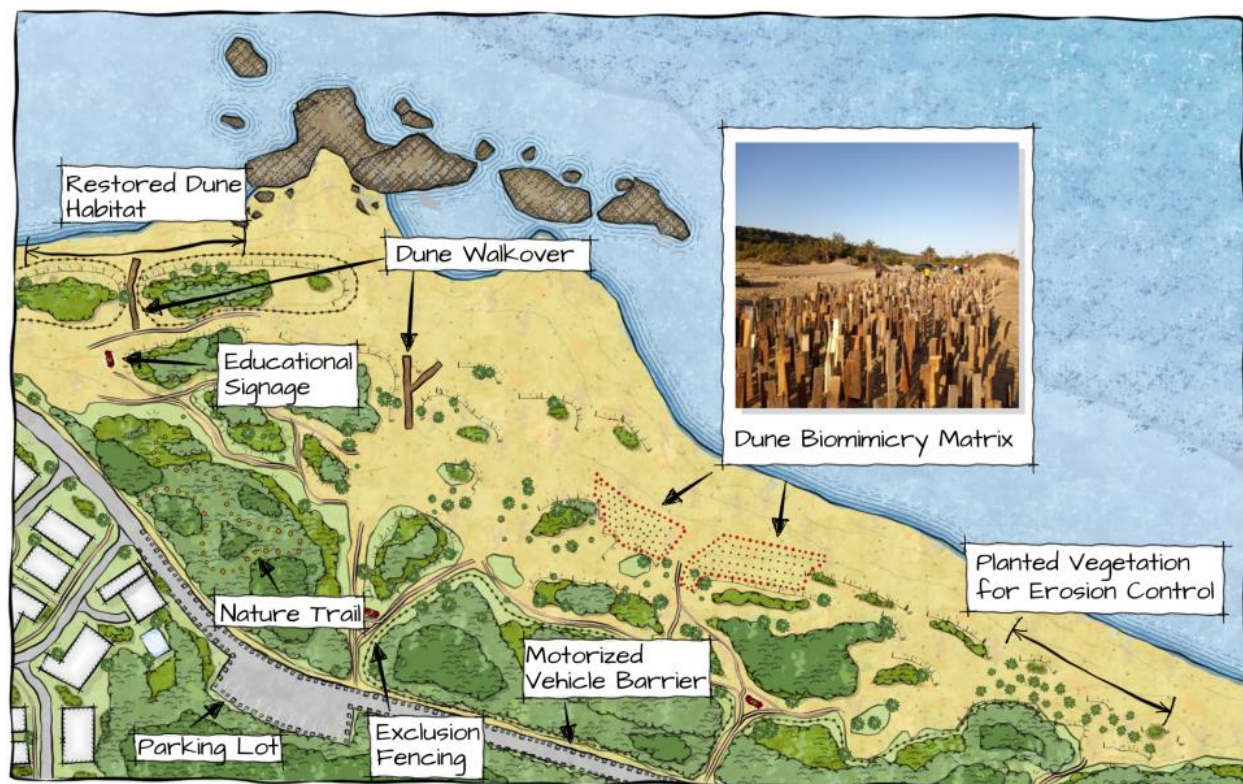 Restored Dune
Habitat
Dune Walkover
Educational
Signage
Dune Biomimicry Matrix
Planted Vegetation
for Erosion Control
Nature Trail
Motorized
Vehicle Barrier
Parking Lot
Exclusion
Fencing